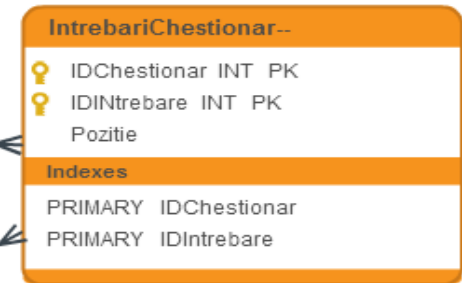 IntrebariChestionar--
IDChestionar INT PK
IDINtrebare INT PK
Pozitie
Indexes
PRIMARY IDChestionar
PRIMARY IDIntrebare